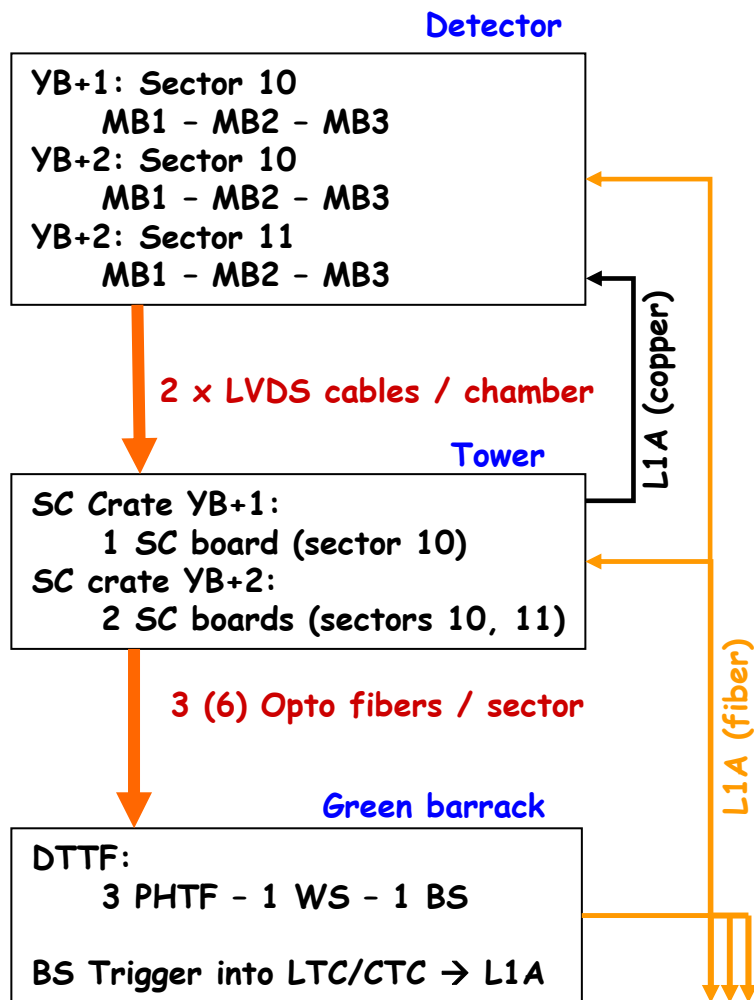 Detector
YB+1: Sector 10
MB1 – MB2 – MB3
YB+2: Sector 10
MB1 – MB2 – MB3
YB+2: Sector 11
MB1 – MB2 – MB3
L1A (copper)
2 x LVDS cables / chamber
Tower
SC Crate YB+1:
1 SC board (sector 10)
SC crate YB+2:
2 SC boards (sectors 10, 11)
L1A (fiber)
3 (6) Opto fibers / sector
Green barrack
DTTF:
3 PHTF – 1 WS – 1 BS
BS Trigger into LTC/CTC → L1A